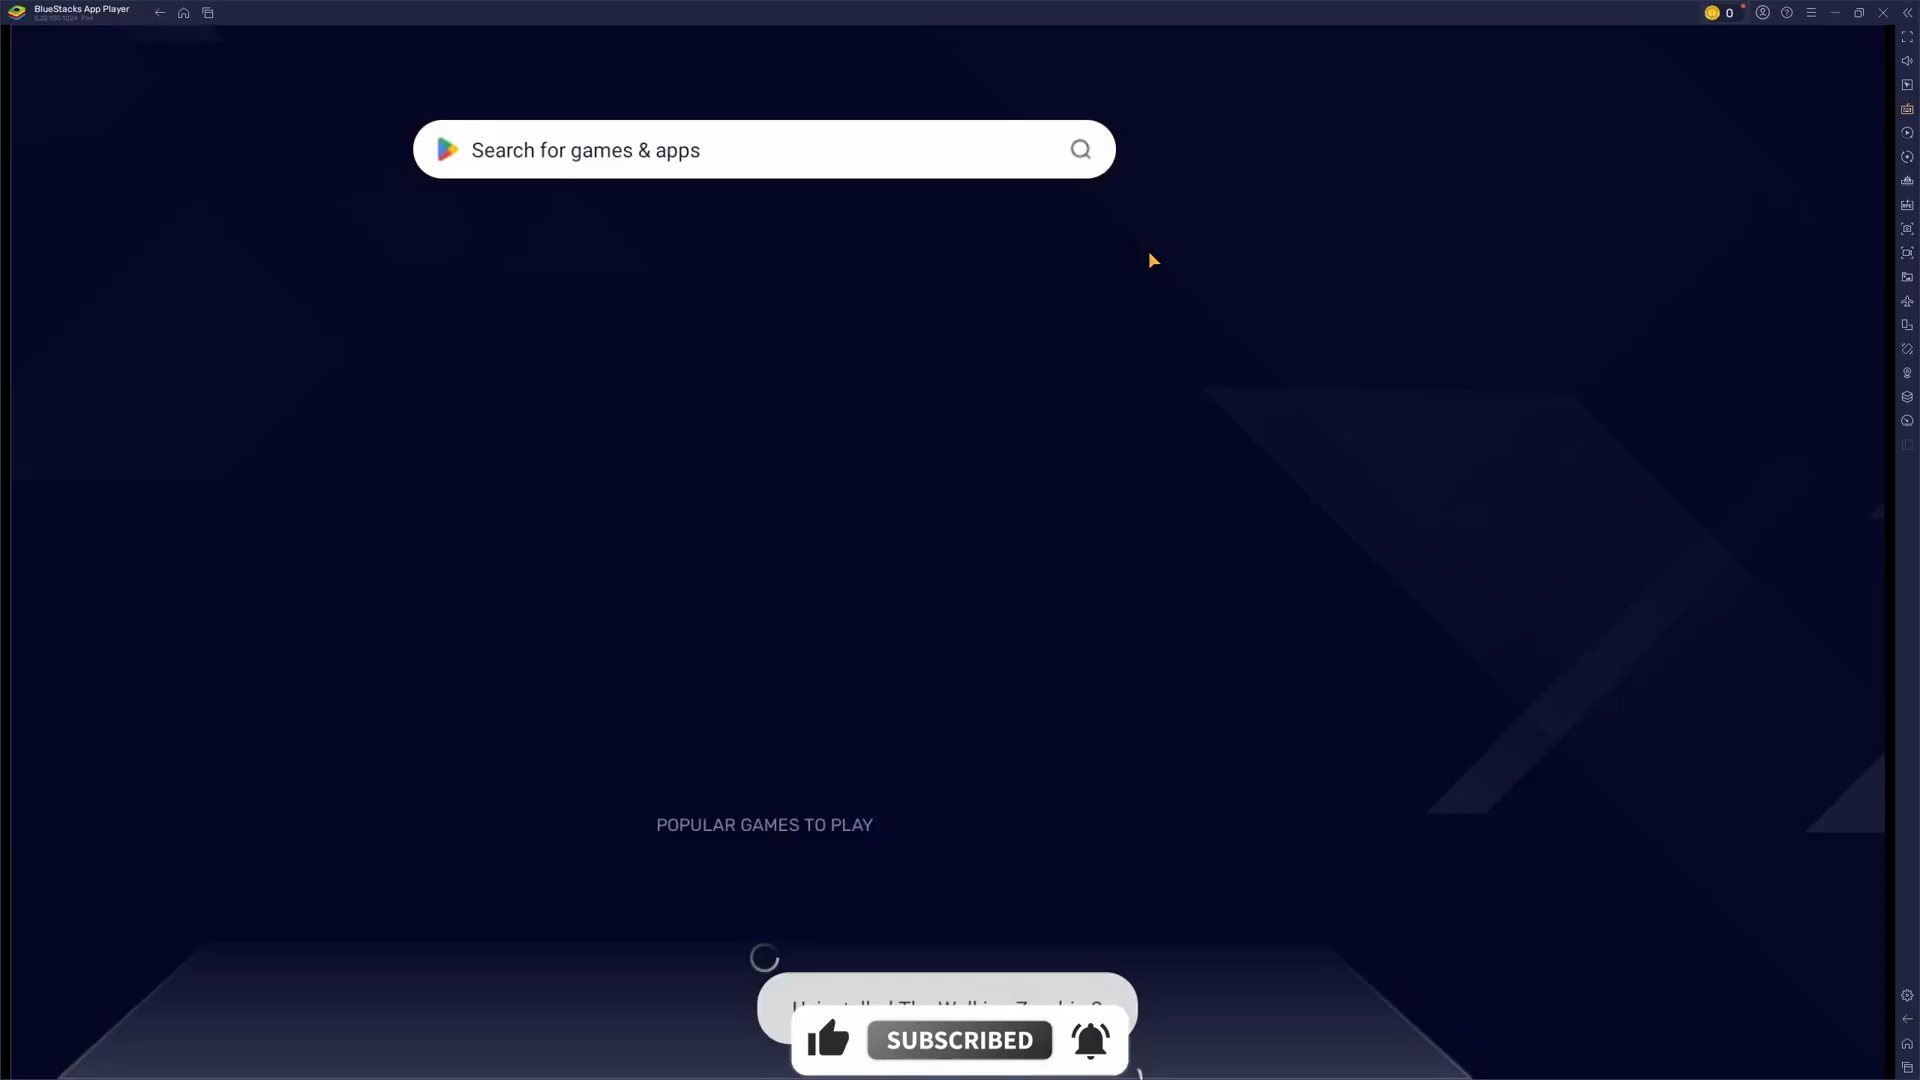 BlueStacks App Player
0
Search for games & apps
POPULAR GAMES TO PLAY
SUBSCRIBED